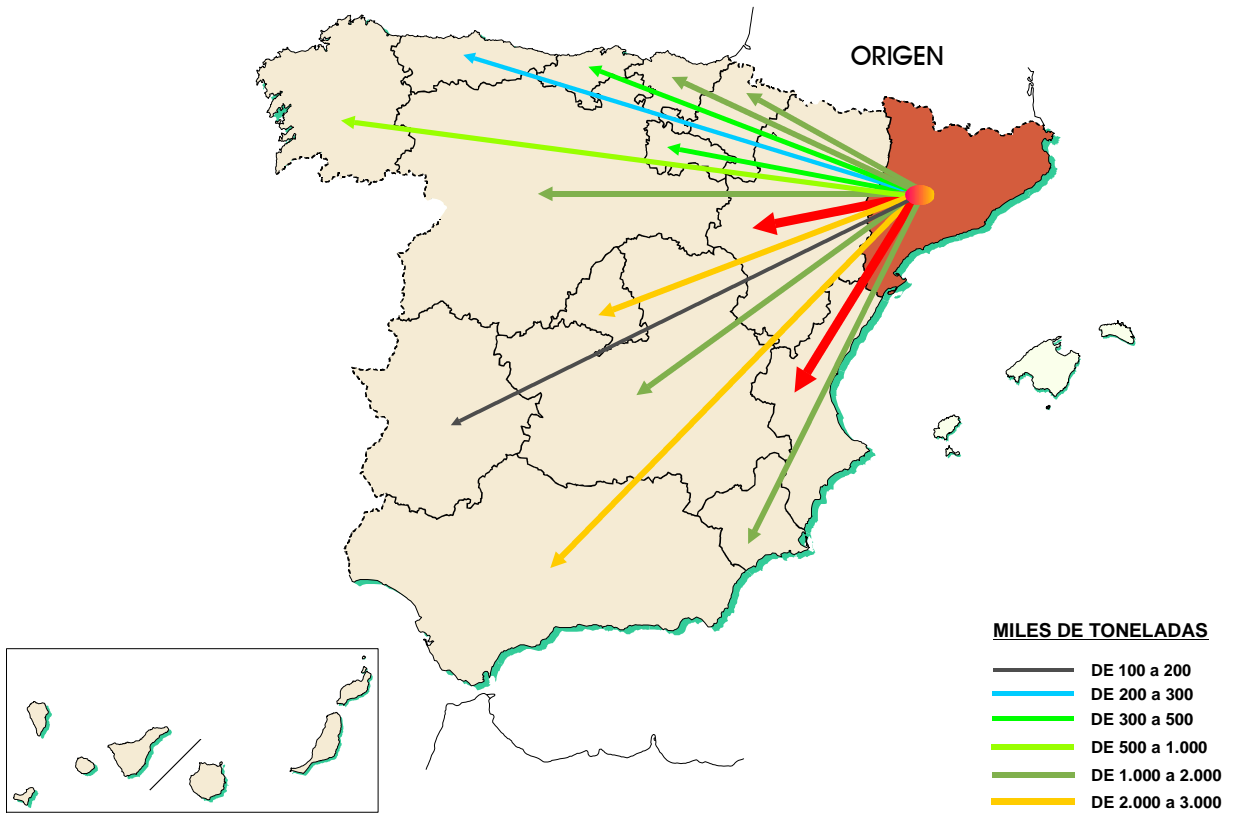 ORIGEN
MILES DE TONELADAS
DE 100 a 200
DE 200 a 300
DE 300 a 500
DE 500 a 1.000
DE 1.000 a 2.000
DE 2.000 a 3.000